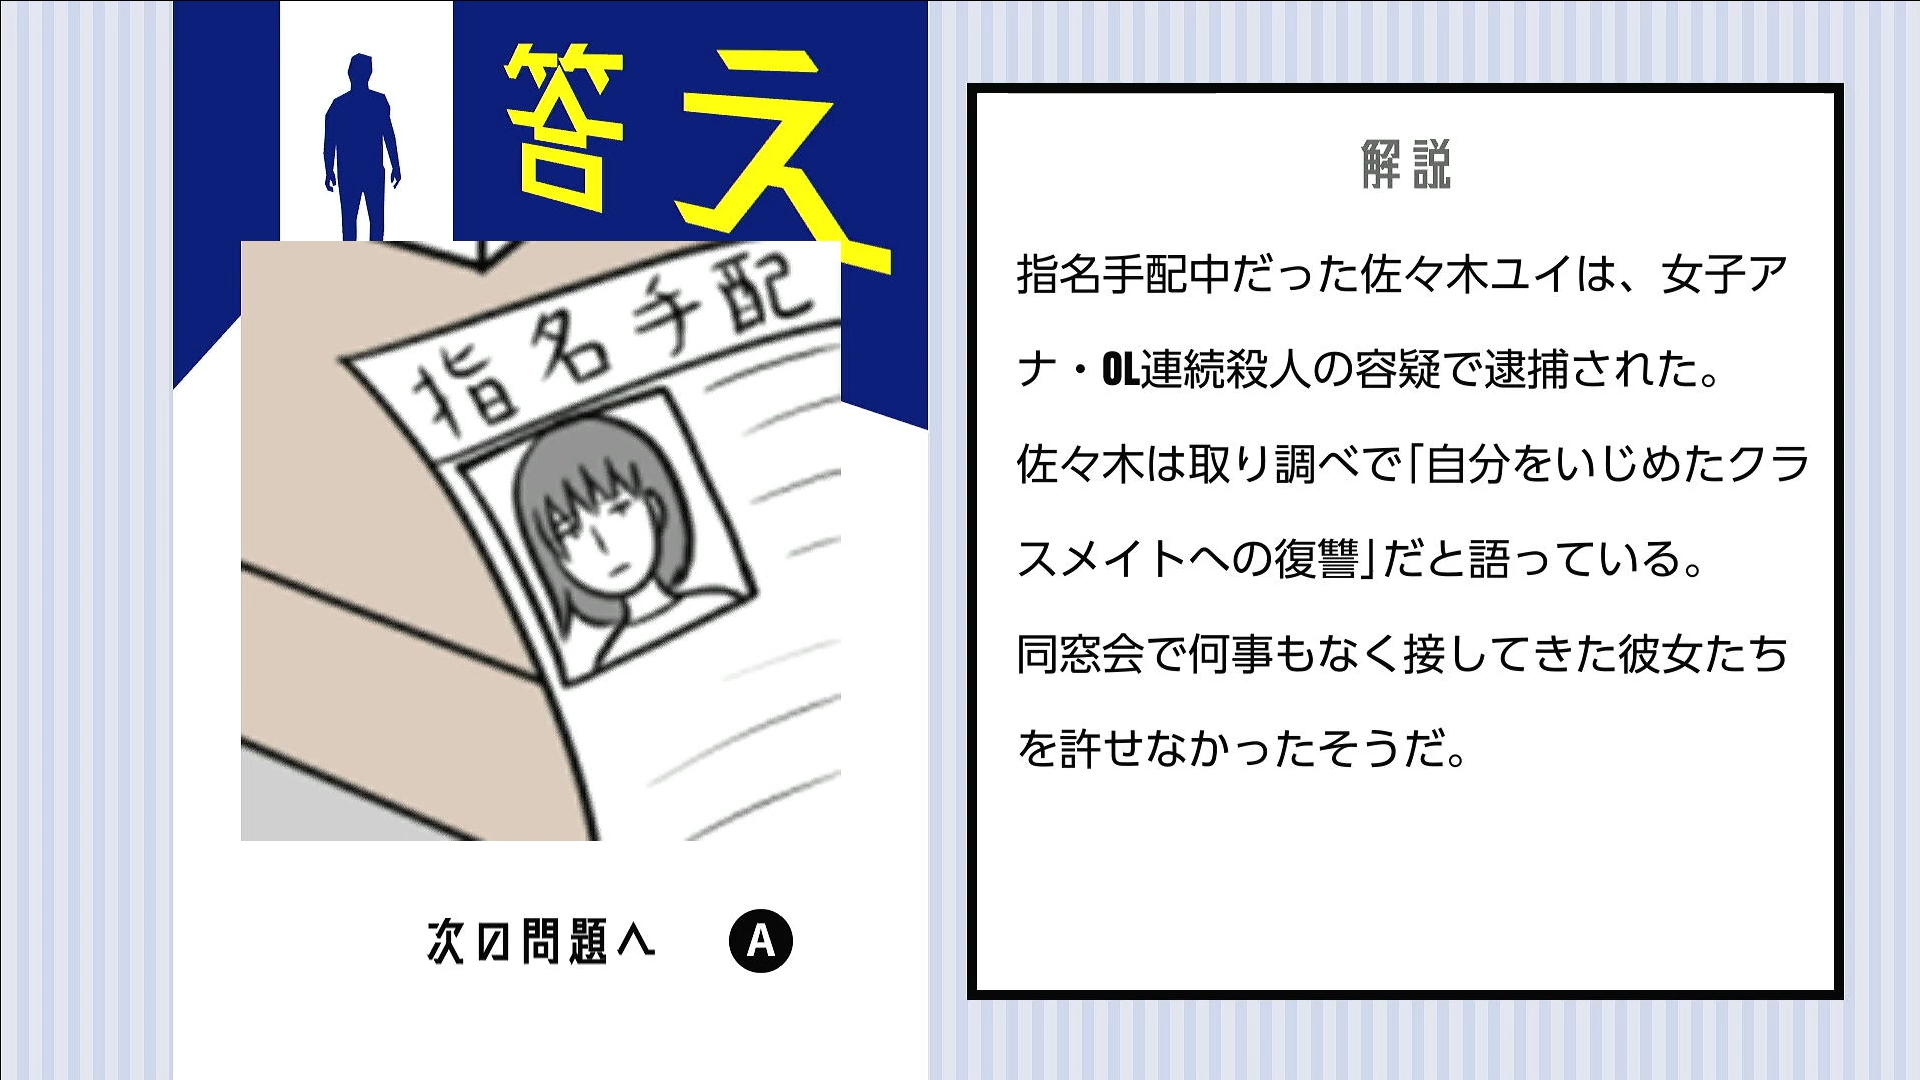 答え
指名手配
次の問題へ A
解説
指名手配中だった佐々木ユイは、女子ア
ナ・OL連続殺人の容疑で逮捕された。
佐々木は取り調べで「自分をいじめたクラ
スメイトへの復讐」だと語っている。
同窓会で何事もなく接してきた彼女たち
を許せなかったそうだ。